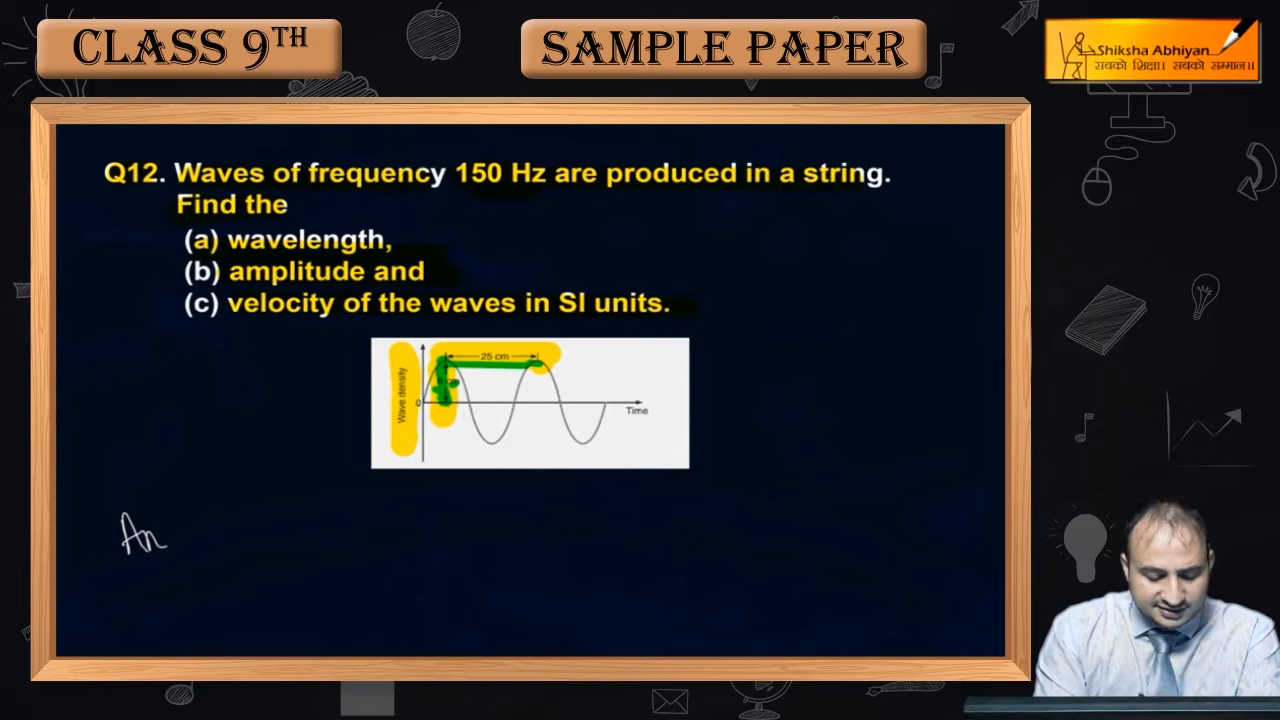 CLASS 9TH
SAMPLE PAPER
Shiksha Abhiyan
सबको शिक्षा। सबको सम्मान॥
Q12. Waves of frequency 150 Hz are produced in a string.
Find the
(a) wavelength,
(b) amplitude and
(c) velocity of the waves in SI units.
25 cm
Wave density
0
Time
An